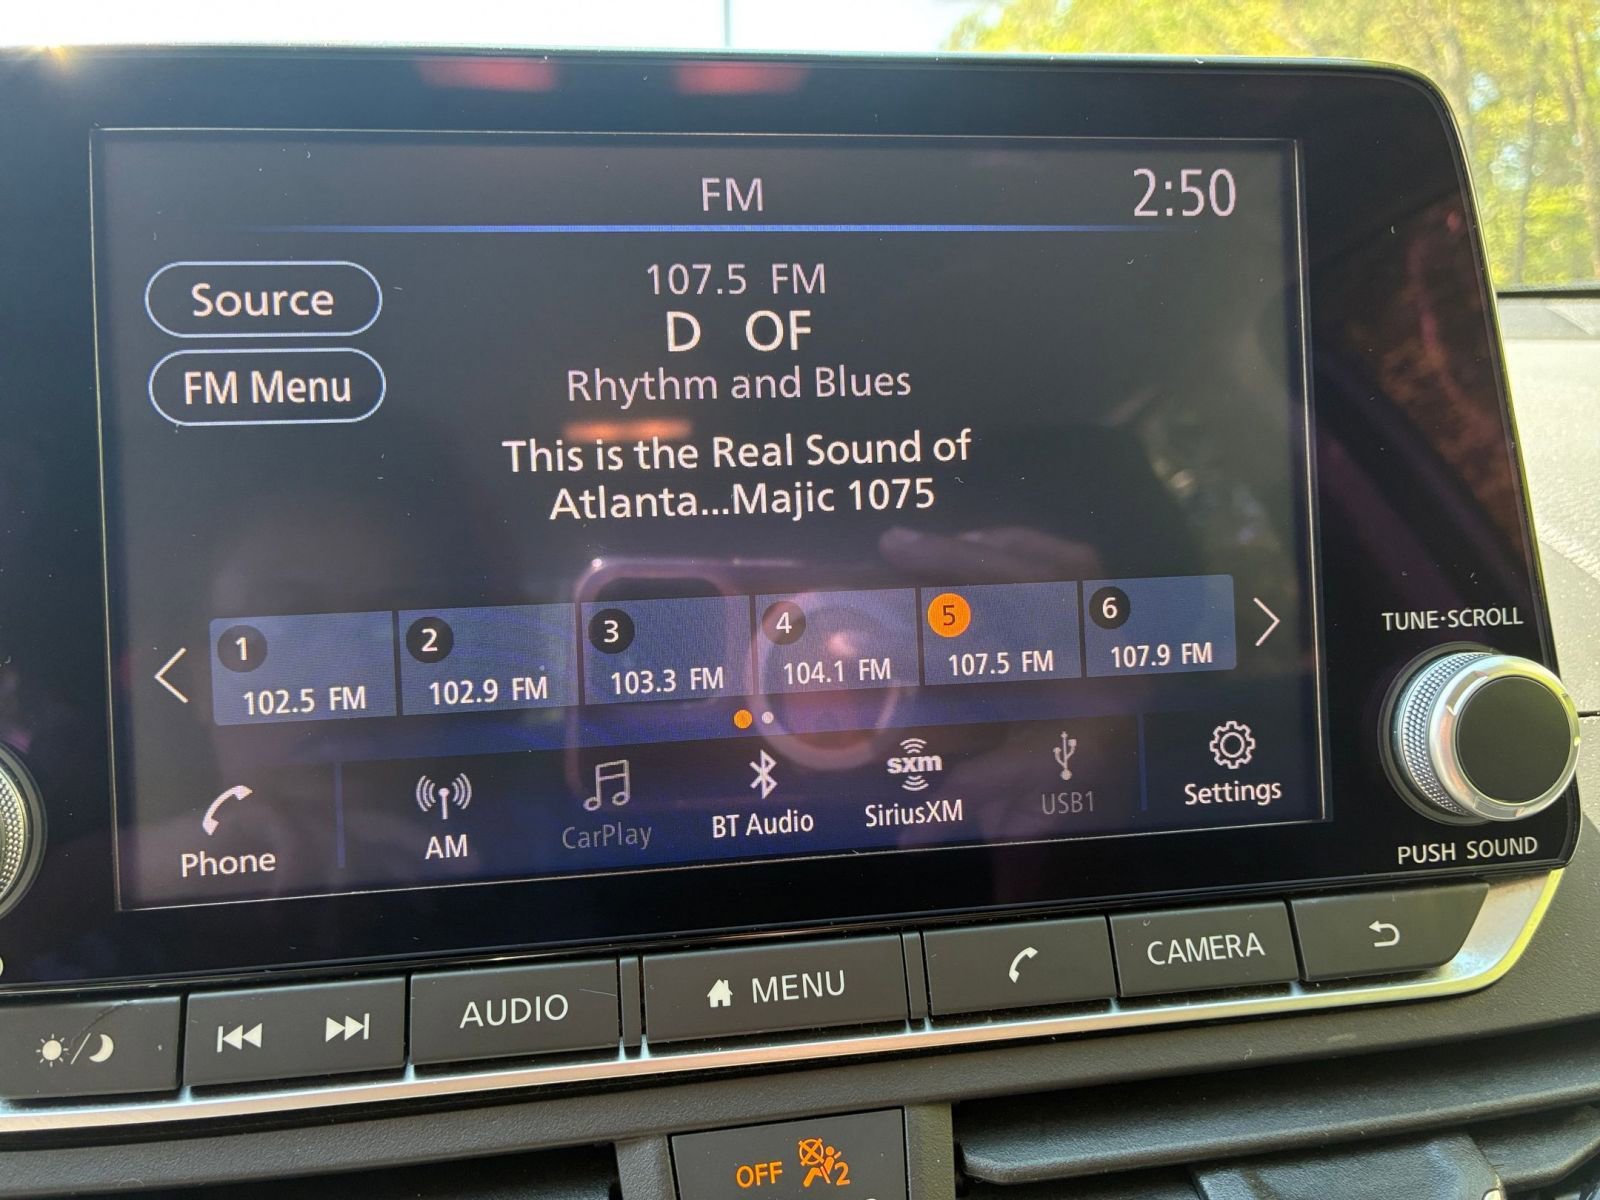 FM
2:50
Source
FM Menu
107.5 FM
D OF
Rhythm and Blues
This is the Real Sound of
Atlanta...Majic 1075
1
102.5 FM
2
102.9 FM
3
103.3 FM
4
104.1 FM
5
107.5 FM
6
107.9 FM
Phone
AM
CarPlay
BT Audio
sxm
SiriusXM
USB1
Settings
TUNE·SCROLL
PUSH SOUND
AUDIO
MENU
CAMERA
OFF
2